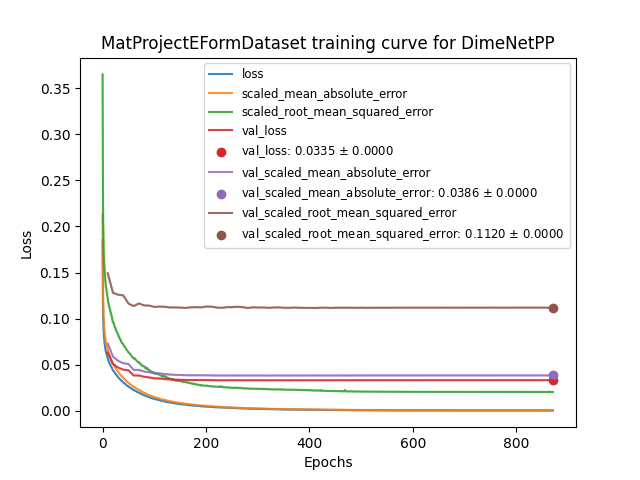 MatProjectEFormDataset training curve for DimeNetPP
loss
scaled_mean_absolute_error
scaled_root_mean_squared_error
val_loss
val_loss: 0.0335 ± 0.0000
val_scaled_mean_absolute_error
val_scaled_mean_absolute_error: 0.0386 ± 0.0000
val_scaled_root_mean_squared_error
val_scaled_root_mean_squared_error: 0.1120 ± 0.0000
Loss
0.35
0.30
0.25
0.20
0.15
0.10
0.05
0.00
0 200 400 600 800
Epochs